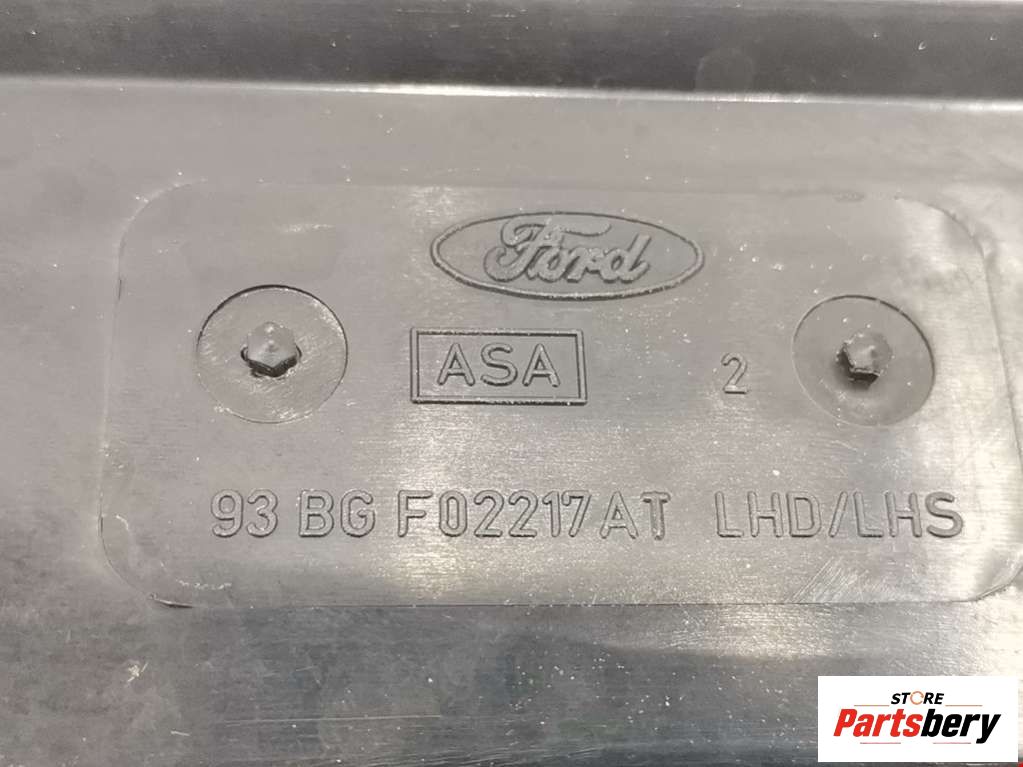 Ford
ASA 2
93 BG F02217AT LHD/LHS
STORE
Partsbery